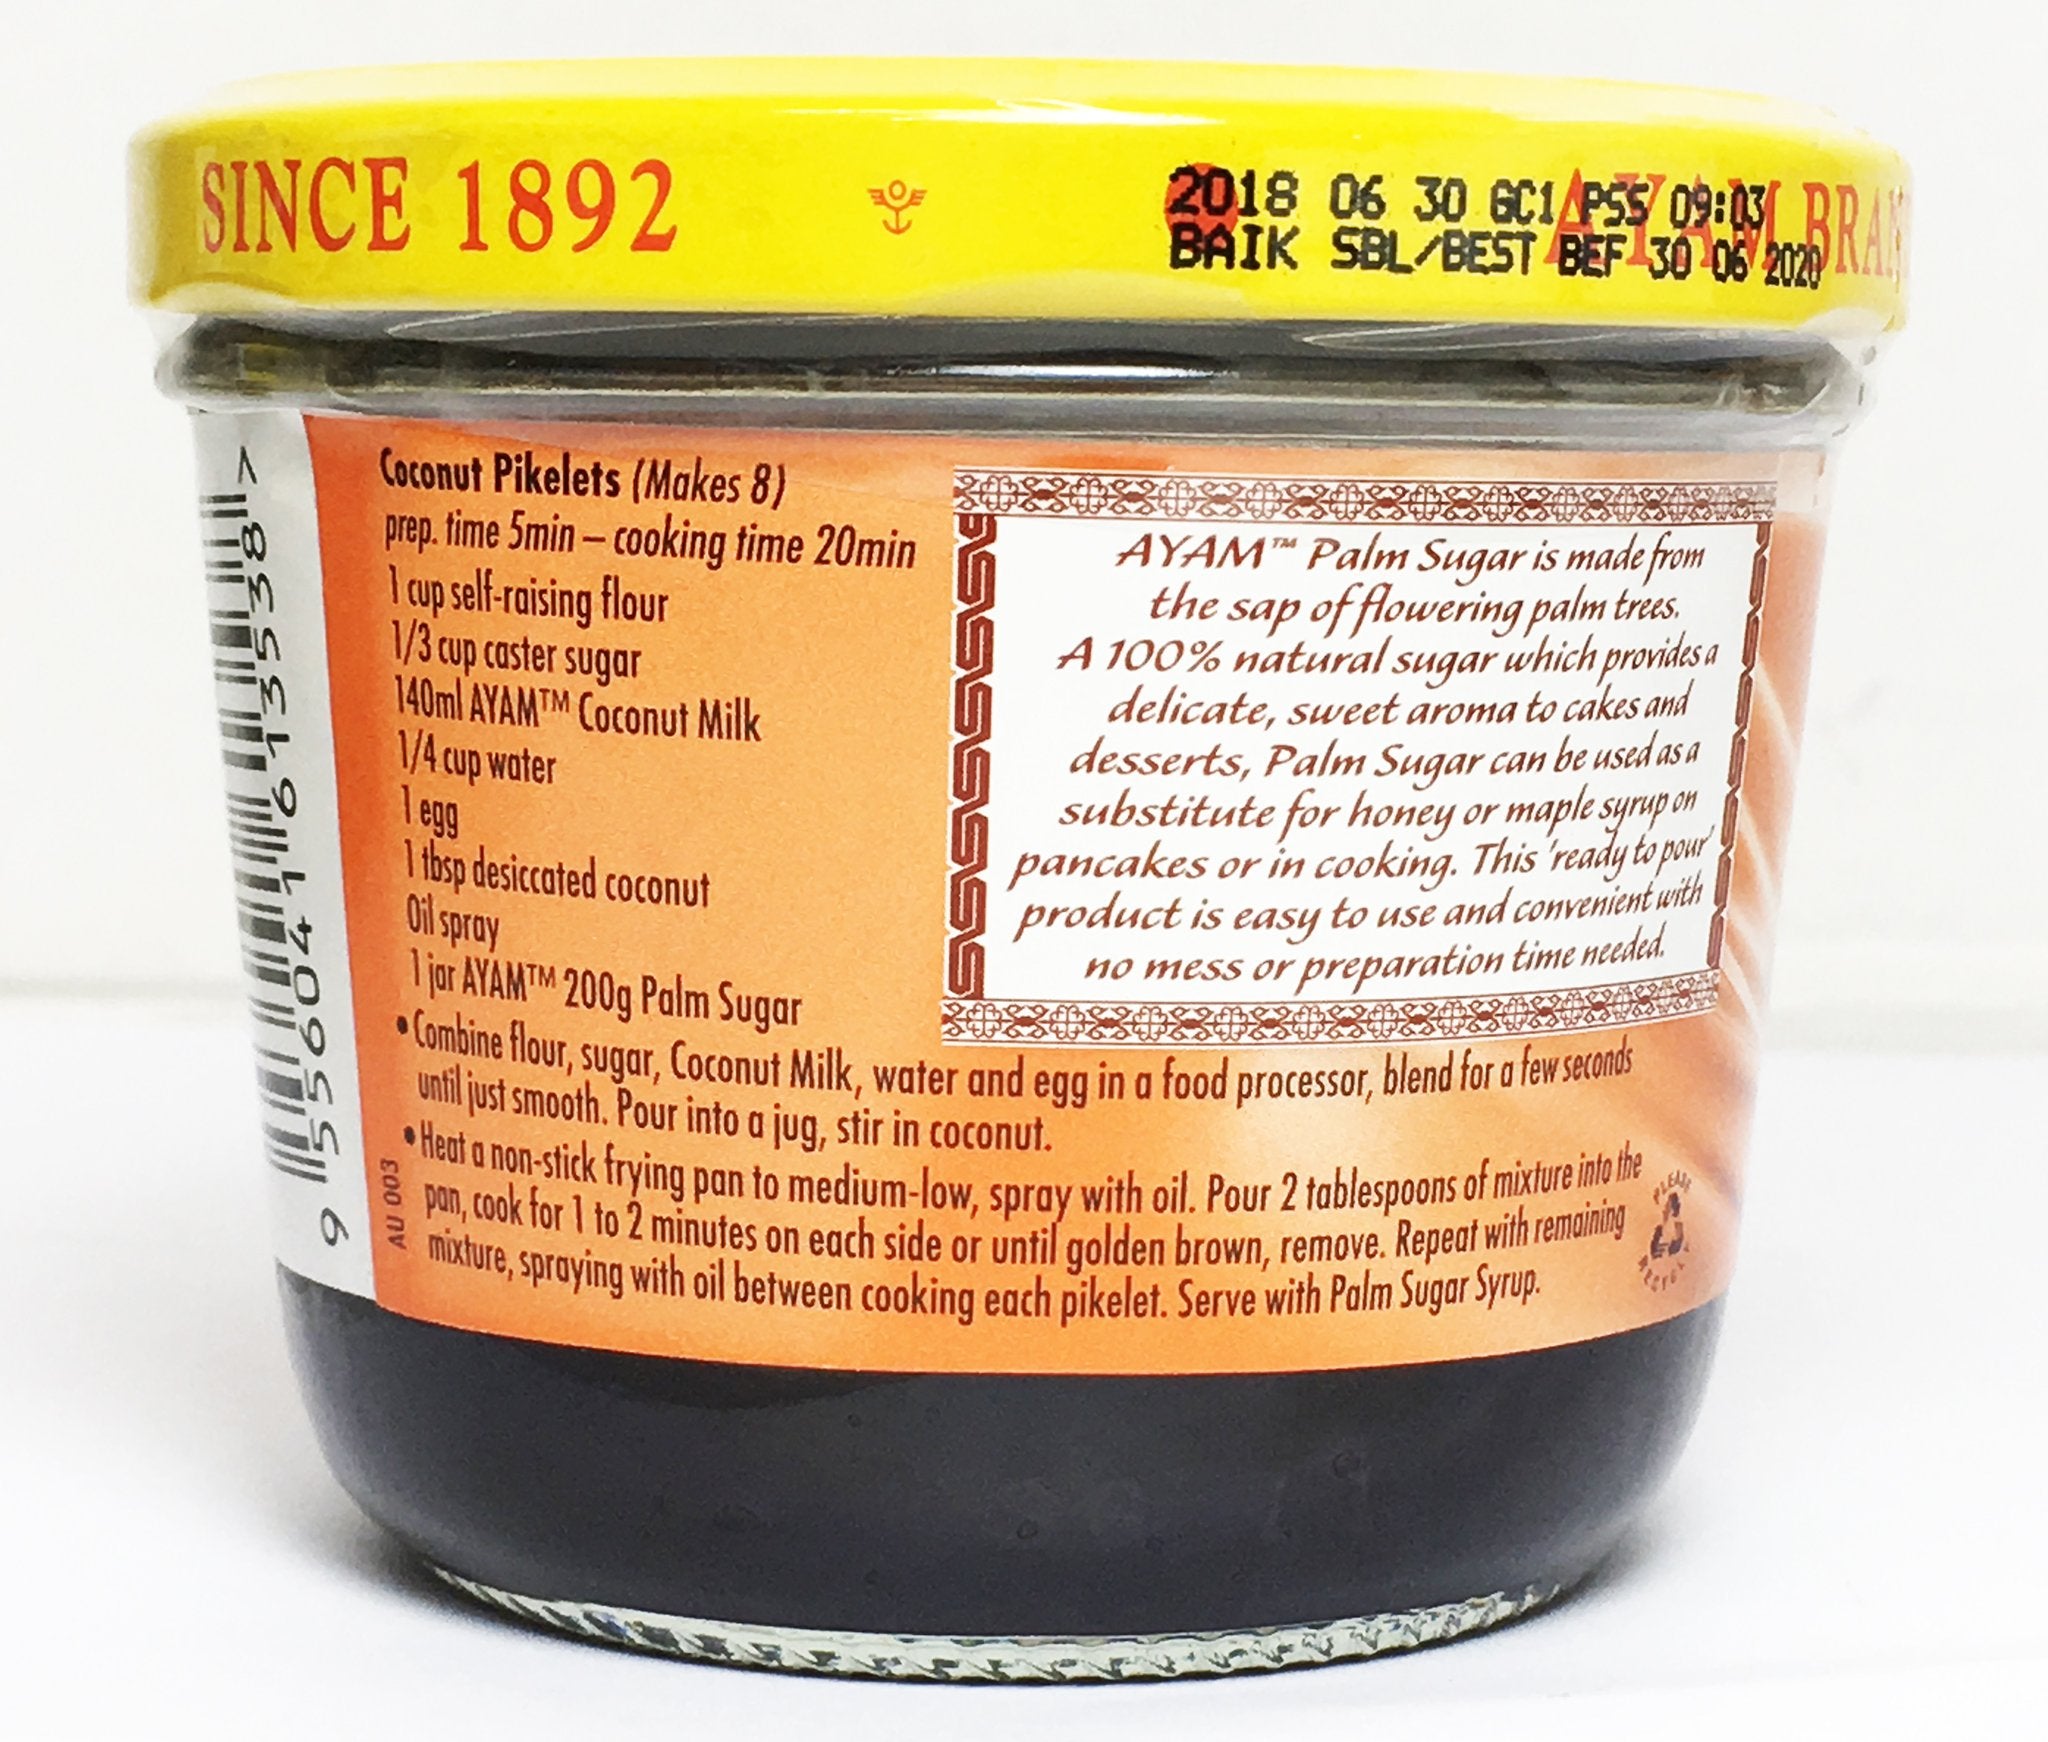 SINCE 1892
AYAM BRAN
2018 06 30 GC1 PSS 09:03
BAIK SBL/BEST BEF 30 06 2020
9 556041 613538 7
Coconut Pikelets (Makes 8)
prep. time 5min – cooking time 20min
1 cup self-raising flour
1/3 cup caster sugar
140ml AYAM™ Coconut Milk
1/4 cup water
1 egg
1 tbsp desiccated coconut
Oil spray
1 jar AYAM™ 200g Palm Sugar
• Combine flour, sugar, Coconut Milk, water and egg in a food processor, blend for a few seconds
until just smooth. Pour into a jug, stir in coconut.
• Heat a non-stick frying pan to medium-low, spray with oil. Pour 2 tablespoons of mixture into the
pan, cook for 1 to 2 minutes on each side or until golden brown, remove. Repeat with remaining
mixture, spraying with oil between cooking each pikelet. Serve with Palm Sugar Syrup.
AU 003
AYAM™ Palm Sugar is made from
the sap of flowering palm trees.
A 100% natural sugar which provides a
delicate, sweet aroma to cakes and
desserts, Palm Sugar can be used as a
substitute for honey or maple syrup on
pancakes or in cooking. This 'ready to pour'
product is easy to use and convenient with
no mess or preparation time needed.
PLEASE
RECYCLE